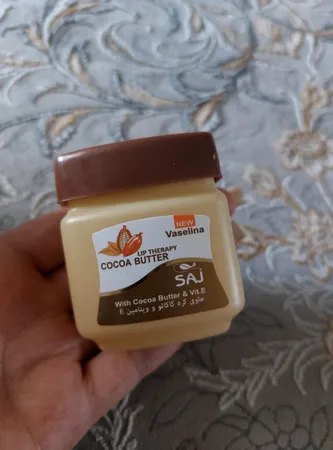 NEW
Vaselina
LIP THERAPY
COCOA BUTTER
SAJ
With Cocoa Butter & Vit.E
حاوی کره کاکائو و ویتامین E